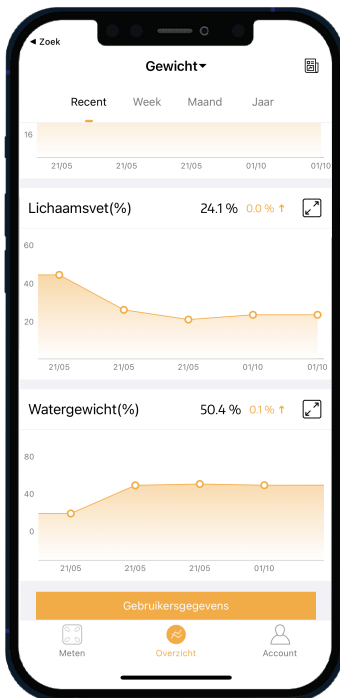 ◄ Zoek
Gewicht
Recent Week Maand Jaar
16
21/05 21/05 21/05 01/10 01/10
Lichaamsvet(%) 24.1 % 0.0 % ↑
60
40
20
21/05 21/05 21/05 01/10 01/10
Watergewicht(%) 50.4 % 0.1 % ↑
80
40
0
21/05 21/05 21/05 01/10
Gebruikersgegevens
Meten Overzicht Account